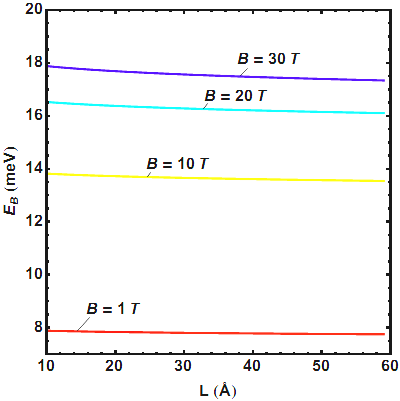 20
18
16
14
12
10
8
E_B (meV)
B = 30 T
B = 20 T
B = 10 T
B = 1 T
10 20 30 40 50 60
L (Å)